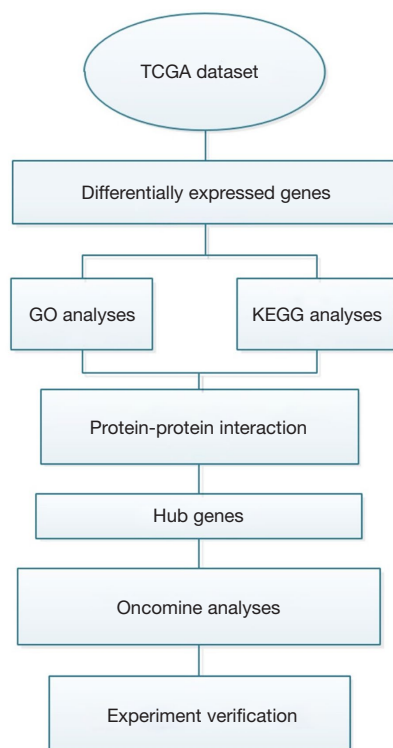 TCGA dataset
Differentially expressed genes
GO analyses
KEGG analyses
Protein-protein interaction
Hub genes
Oncomine analyses
Experiment verification